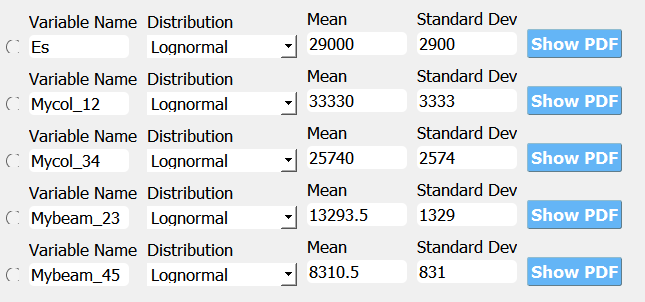 Variable Name Distribution Mean Standard Dev
Es Lognormal 29000 2900 Show PDF
Variable Name Distribution Mean Standard Dev
Mycol_12 Lognormal 33330 3333 Show PDF
Variable Name Distribution Mean Standard Dev
Mycol_34 Lognormal 25740 2574 Show PDF
Variable Name Distribution Mean Standard Dev
Mybeam_23 Lognormal 13293.5 1329 Show PDF
Variable Name Distribution Mean Standard Dev
Mybeam_45 Lognormal 8310.5 831 Show PDF